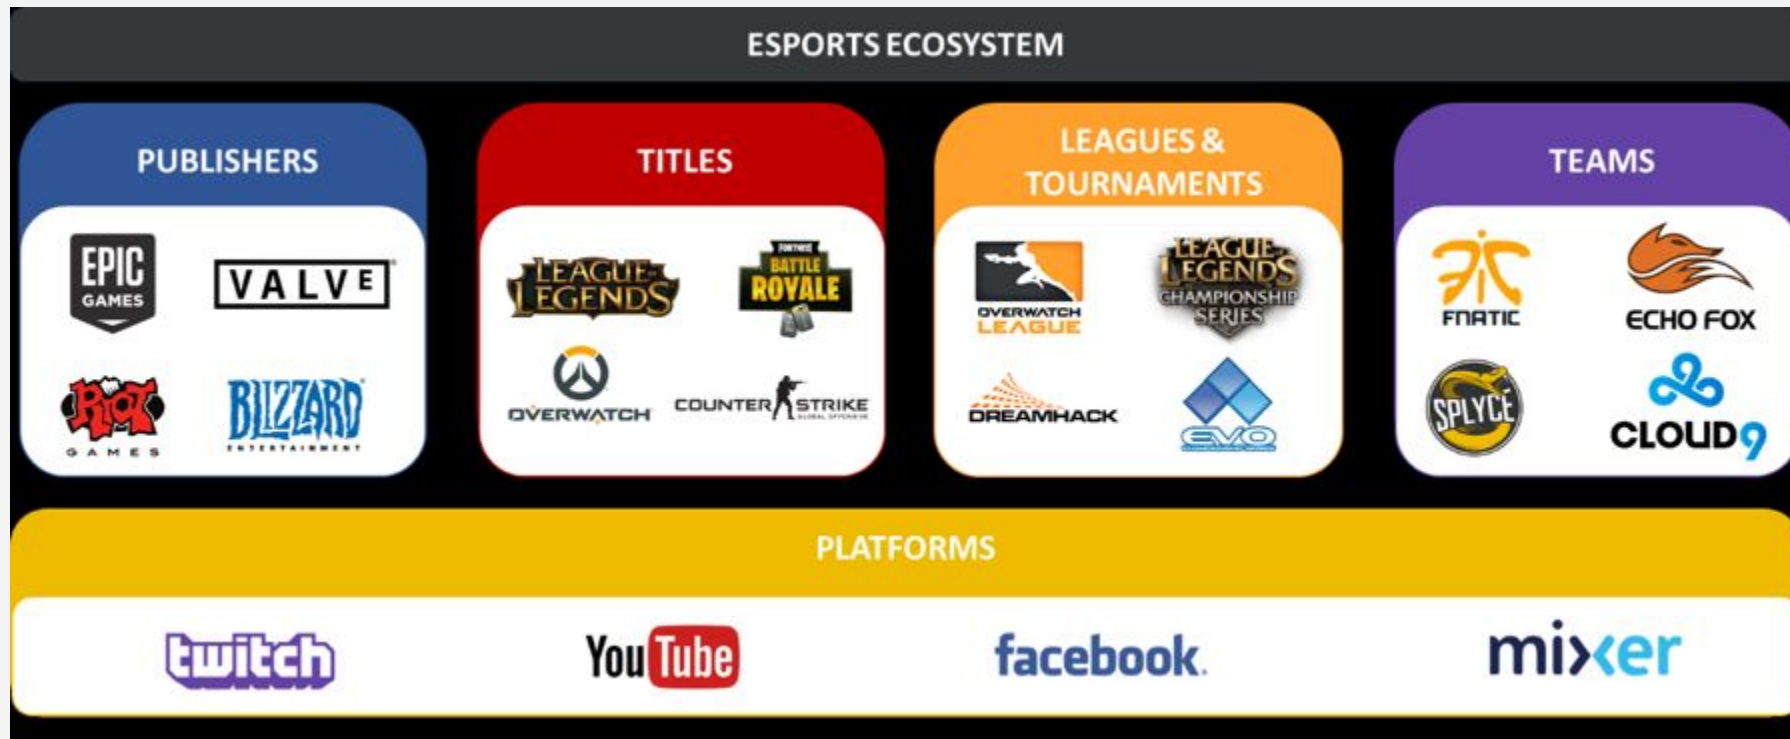 ESPORTS ECOSYSTEM
PUBLISHERS
EPIC
GAMES
VALVE
RIOT
GAMES
BLIZZARD
ENTERTAINMENT
TITLES
LEAGUE
LEGENDS
FORTNITE
BATTLE
ROYALE
OVERWATCH
COUNTER STRIKE
GLOBAL OFFENSIVE
LEAGUES &
TOURNAMENTS
OVERWATCH
LEAGUE
LEAGUE
LEGENDS
CHAMPIONSHIP
SERIES
DREAMHACK
EVO
TEAMS
FNATIC
ECHO FOX
SPLYCE
CLOUD9
PLATFORMS
twitch
YouTube
facebook.
mixer